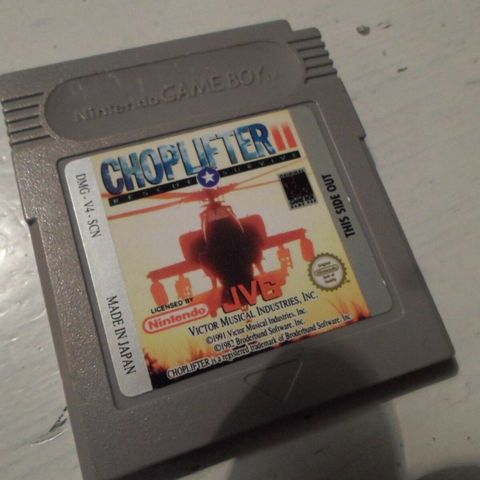 Nintendo GAME BOY
CHOPLIFTER II
RESCUE SURVIVE
DMG-V4-SCN
MADE IN JAPAN
THIS SIDE OUT
LICENSED BY
Nintendo
JVC
VICTOR MUSICAL INDUSTRIES, INC.
©1991 Victor Musical Industries, Inc.
©1982 Broderbund Software, Inc.
CHOPLIFTER is a registered trademark of Broderbund Software, Inc.